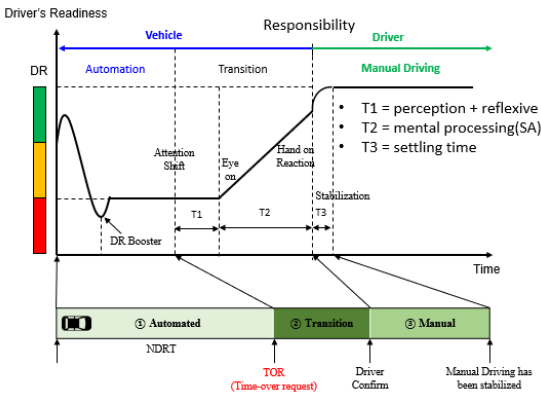 Driver's Readiness
Responsibility
Vehicle
Driver
DR
Automation
Transition
Manual Driving
• T1 = perception + reflexive
• T2 = mental processing(SA)
• T3 = settling time
Attention
Shift
Eye
on
Hand on
Reaction
Stabilization
T1
T2
T3
DR Booster
Time
① Automated
② Transition
③ Manual
NDRT
TOR
(Time-over request)
Driver
Confirm
Manual Driving has
been stabilized